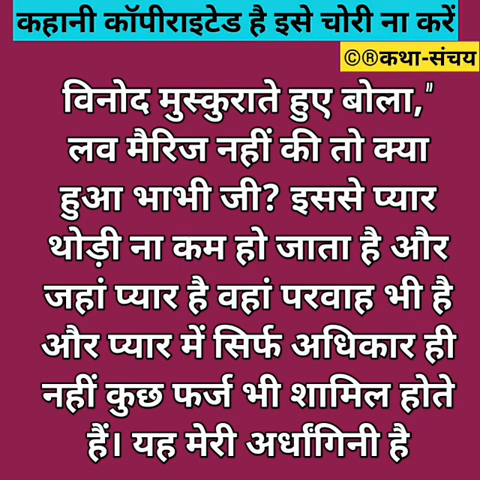 कहानी कॉपीराइटेड है इसे चोरी ना करें
©®कथा-संचय
विनोद मुस्कुराते हुए बोला,"
लव मैरिज नहीं की तो क्या
हुआ भाभी जी? इससे प्यार
थोड़ी ना कम हो जाता है और
जहां प्यार है वहां परवाह भी है
और प्यार में सिर्फ अधिकार ही
नहीं कुछ फर्ज भी शामिल होते
हैं। यह मेरी अर्धांगिनी है